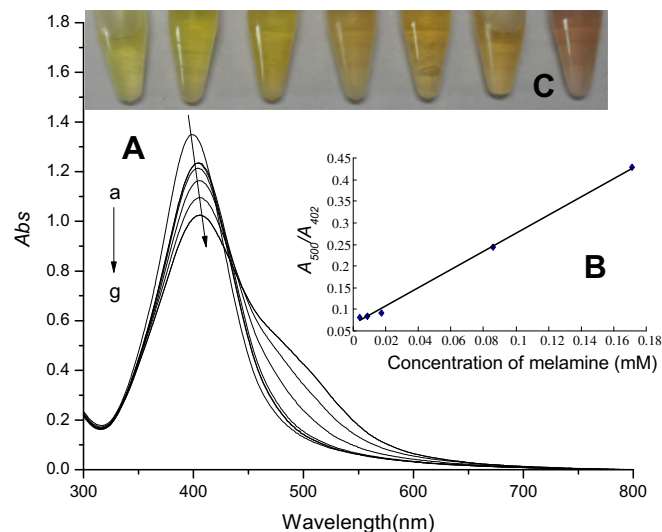 1.8
1.6
1.4
1.2
1.0
0.8
0.6
0.4
0.2
0.0
Abs
300 400 500 600 700 800
Wavelength(nm)
A
a
g
C
0.45
0.4
0.35
0.3
0.25
0.2
0.15
0.1
0.05
A500/A402
B
0 0.02 0.04 0.06 0.08 0.1 0.12 0.14 0.16 0.18
Concentration of melamine (mM)